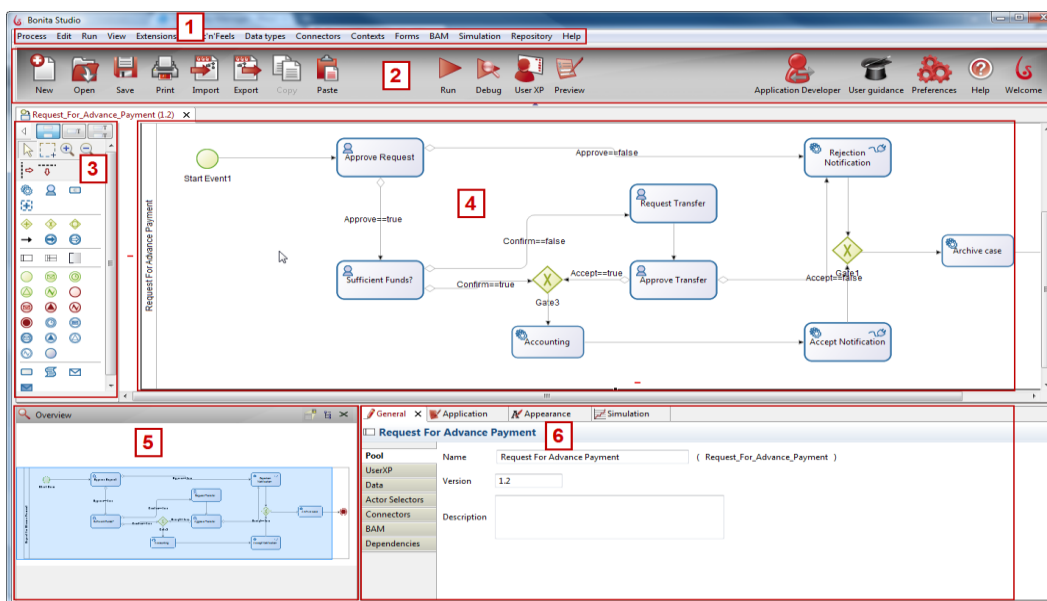 Bonita Studio
1
Process Edit Run View Extensions 'n'Feels Data types Connectors Contexts Forms BAM Simulation Repository Help
2
New Open Save Print Import Export Copy Paste Run Debug User XP Preview Application Developer User guidance Preferences Help Welcome
Request_For_Advance_Payment (1.2)
3
4
Request For Advance Payment
Start Event1
Approve Request
Approve==false
Rejection
Notification
Approve==true
Request Transfer
Confirm==false
Archive case
Sufficient Funds?
Confirm==true
Accept==true
Approve Transfer
Gate1
Accept==false
Gate3
Accounting
Accept Notification
Overview
5
General Application Appearance Simulation
Request For Advance Payment
6
Pool
UserXP
Data
Actor Selectors
Connectors
BAM
Dependencies
Name Request For Advance Payment ( Request_For_Advance_Payment )
Version 1.2
Description